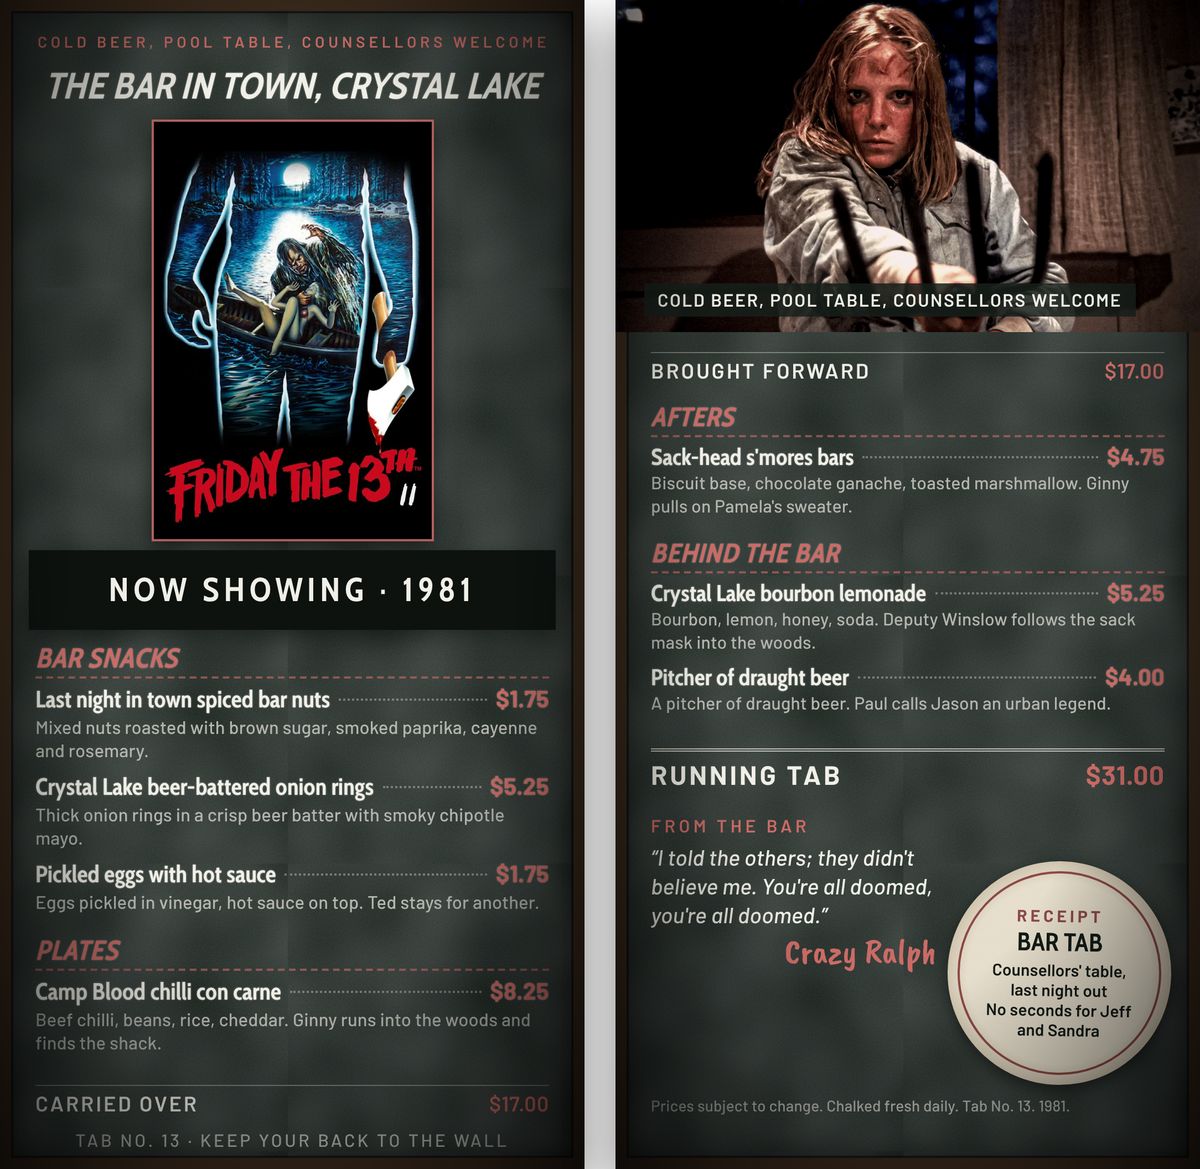 COLD BEER, POOL TABLE, COUNSELLORS WELCOME
THE BAR IN TOWN, CRYSTAL LAKE
FRIDAY THE 13TH
II
NOW SHOWING · 1981
BAR SNACKS
Last night in town spiced bar nuts $1.75
Mixed nuts roasted with brown sugar, smoked paprika, cayenne
and rosemary.
Crystal Lake beer-battered onion rings $5.25
Thick onion rings in a crisp beer batter with smoky chipotle
mayo.
Pickled eggs with hot sauce $1.75
Eggs pickled in vinegar, hot sauce on top. Ted stays for another.
PLATES
Camp Blood chilli con carne $8.25
Beef chilli, beans, rice, cheddar. Ginny runs into the woods and
finds the shack.
CARRIED OVER $17.00
TAB NO. 13 · KEEP YOUR BACK TO THE WALL
COLD BEER, POOL TABLE, COUNSELLORS WELCOME
BROUGHT FORWARD $17.00
AFTERS
Sack-head s'mores bars $4.75
Biscuit base, chocolate ganache, toasted marshmallow. Ginny
pulls on Pamela's sweater.
BEHIND THE BAR
Crystal Lake bourbon lemonade $5.25
Bourbon, lemon, honey, soda. Deputy Winslow follows the sack
mask into the woods.
Pitcher of draught beer $4.00
A pitcher of draught beer. Paul calls Jason an urban legend.
RUNNING TAB $31.00
FROM THE BAR
“I told the others; they didn't
believe me. You're all doomed,
you're all doomed.”
Crazy Ralph
RECEIPT
BAR TAB
Counsellors' table,
last night out
No seconds for Jeff
and Sandra
Prices subject to change. Chalked fresh daily. Tab No. 13. 1981.